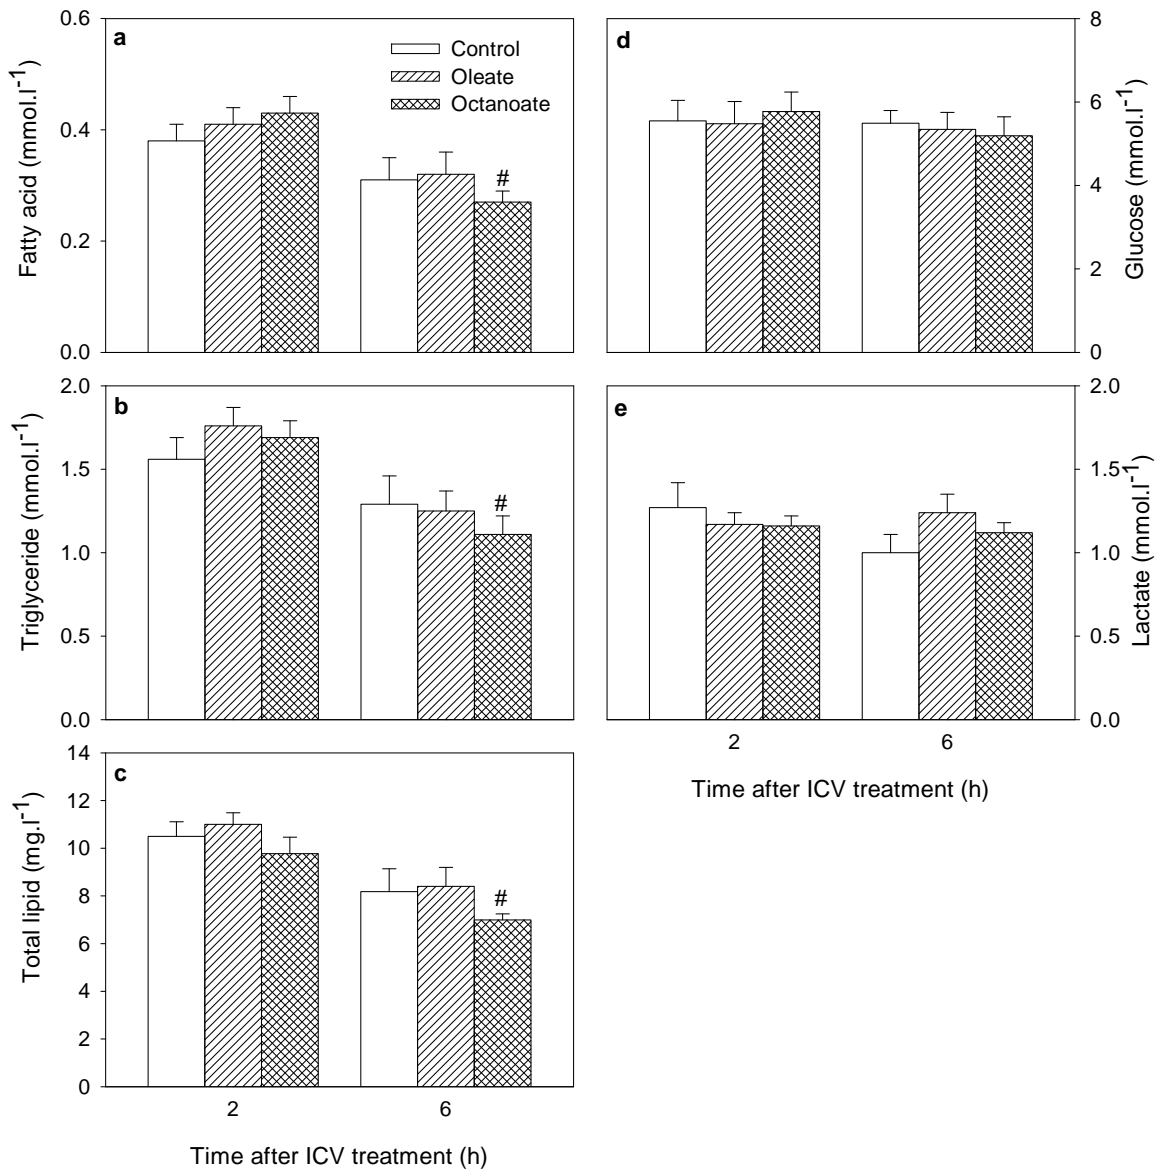 a
Control
Oleate
Octanoate
Fatty acid (mmol.l-1)
0.6
0.4
0.2
0.0
#
d
Glucose (mmol.l-1)
8
6
4
2
0
b
Triglyceride (mmol.l-1)
2.0
1.5
1.0
0.5
0.0
#
e
Lactate (mmol.l-1)
2.0
1.5
1.0
0.5
0.0
2 6
Time after ICV treatment (h)
c
Total lipid (mg.l-1)
14
12
10
8
6
4
2
0
#
2 6
Time after ICV treatment (h)